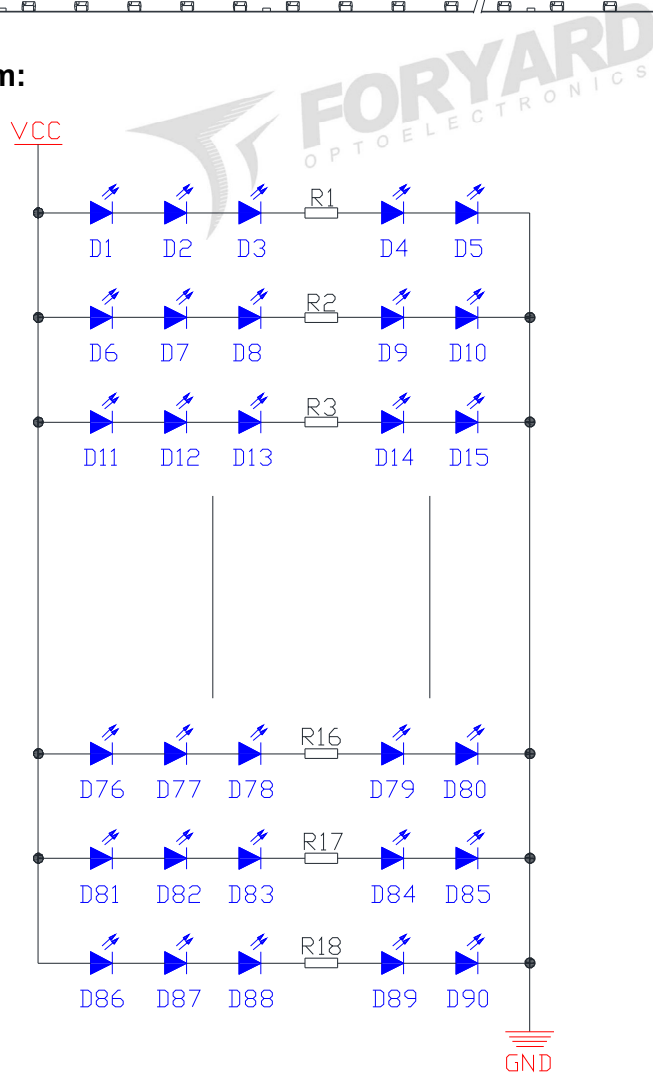 m:
FORYARD
OPTOELECTRONICS
VCC
R1
D1 D2 D3 D4 D5
R2
D6 D7 D8 D9 D10
R3
D11 D12 D13 D14 D15
R16
D76 D77 D78 D79 D80
R17
D81 D82 D83 D84 D85
R18
D86 D87 D88 D89 D90
GND